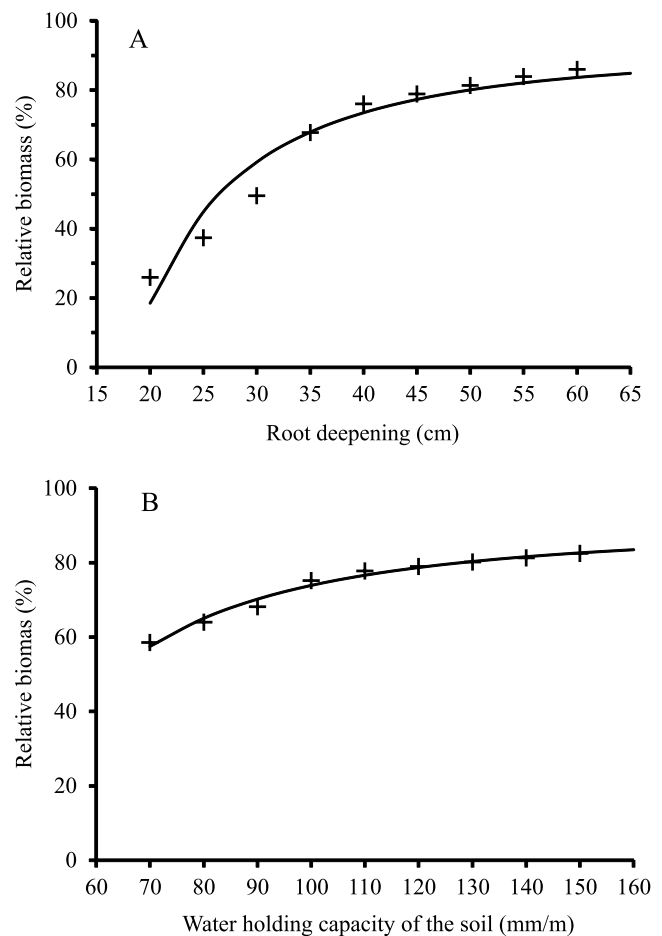 100
A
80
Relative biomass (%)
60
40
20
0
15 20 25 30 35 40 45 50 55 60 65
Root deepening (cm)
100
B
80
Relative biomas (%)
60
40
20
0
60 70 80 90 100 110 120 130 140 150 160
Water holding capacity of the soil (mm/m)